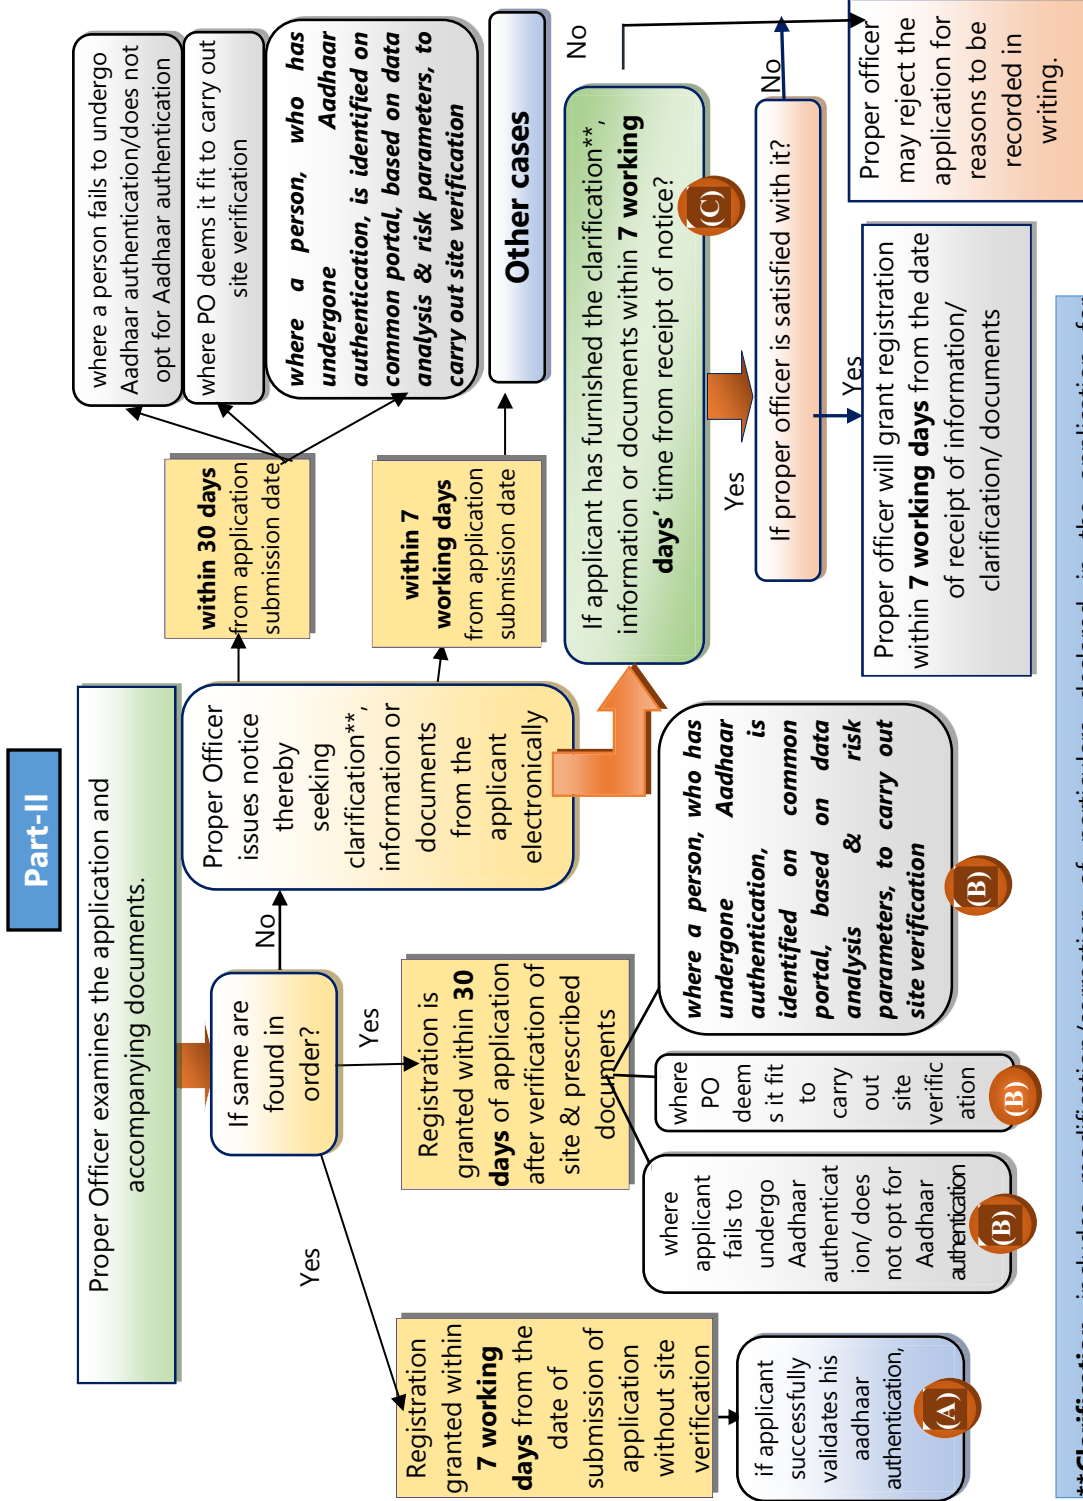 Part-II
Proper Officer examines the application and
accompanying documents.
If same are
found in
order?
No
Yes
Yes
Proper Officer
issues notice
thereby
seeking
clarification**,
information or
documents
from the
applicant
electronically
within 30 days
from application
submission date
where a person fails to undergo
Aadhaar authentication/does not
opt for Aadhaar authentication
where PO deems it fit to carry out
site verification
where a person, who has
undergone Aadhaar
authentication, is identified on
common portal, based on data
analysis & risk parameters, to
carry out site verification
within 7
working days
from application
submission date
Other cases
Registration
granted within
7 working
days from the
date of
submission of
application
without site
verification
if applicant
successfully
validates his
aadhaar
authentication,
(A)
Registration is
granted within 30
days of application
after verification of
site & prescribed
documents
where
applicant
fails to
undergo
Aadhaar
authenticat
ion/ does
not opt for
Aadhaar
authentication
(B)
where
PO
deem
s it fit
to
carry
out
site
verific
ation
(B)
where a person, who has
undergone Aadhaar
authentication, is
identified on common
portal, based on data
analysis & risk
parameters, to carry out
site verification
(B)
If applicant has furnished the clarification**,
information or documents within 7 working
days' time from receipt of notice?
(C)
No
Yes
If proper officer is satisfied with it?
No
Yes
Proper officer will grant registration
within 7 working days from the date
of receipt of information/
clarification/ documents
Proper officer
may reject the
application for
reasons to be
recorded in
writing.
**Clarification includes modification/correction of particulars declared in the application for